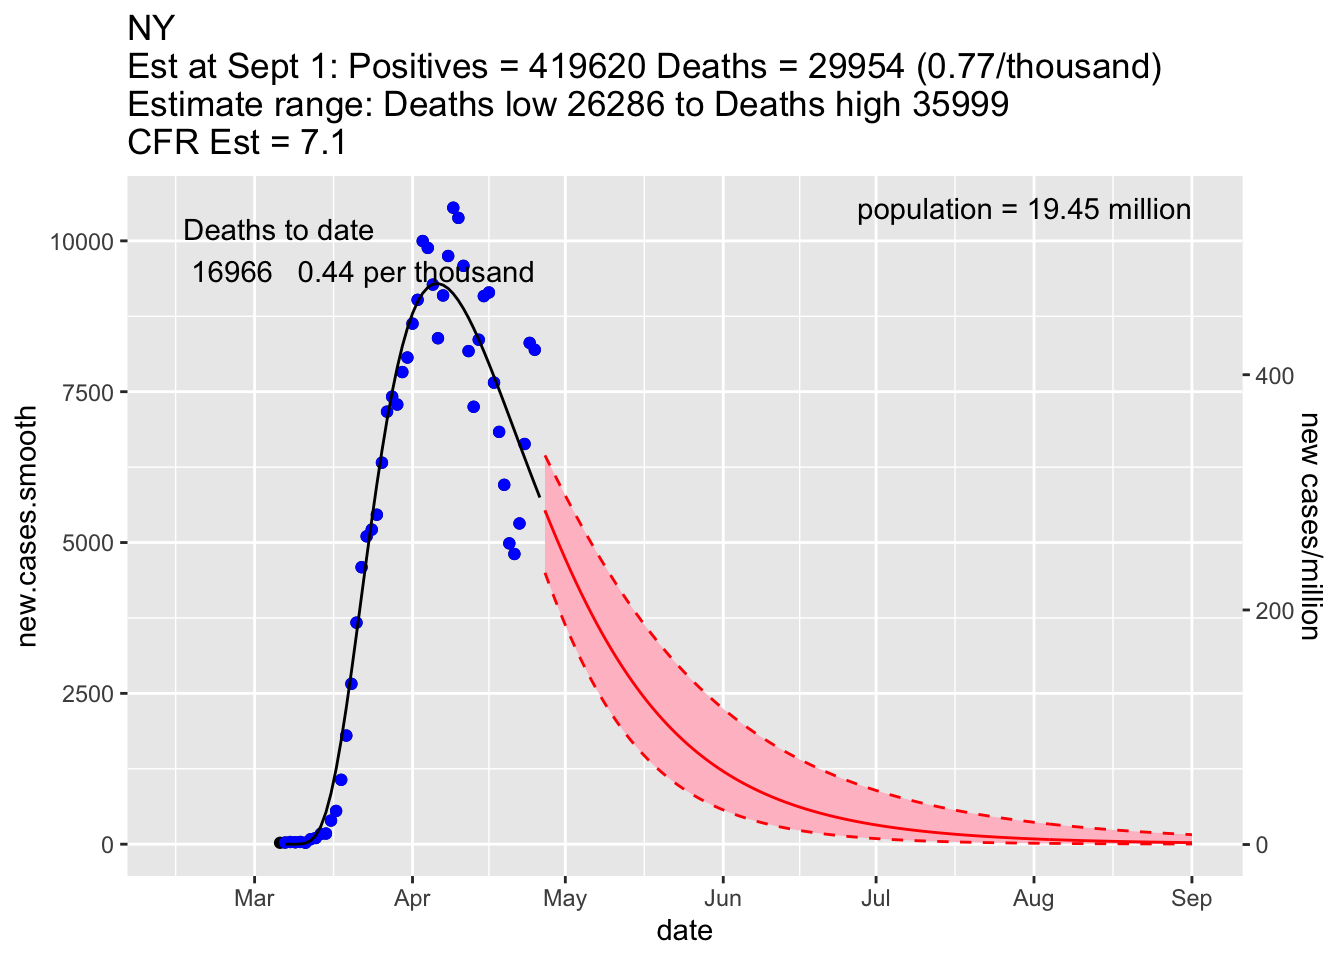 NY
Est at Sept 1: Positives = 419620 Deaths = 29954 (0.77/thousand)
Estimate range: Deaths low 26286 to Deaths high 35999
CFR Est = 7.1
population = 19.45 million
Deaths to date
16966 0.44 per thousand
10000
7500
5000
2500
0
new.cases.smooth
400
200
0
new cases/million
Mar Apr May Jun Jul Aug Sep
date